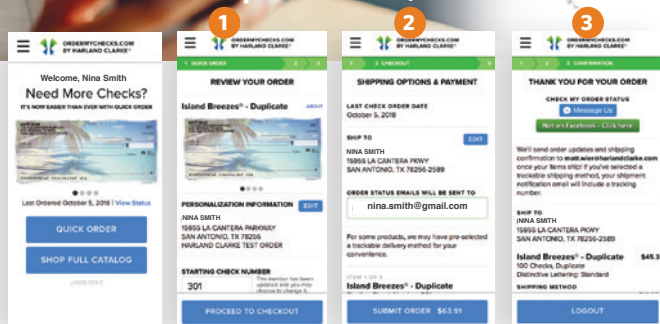 1
2
3
ORDERMYCHECKS.COM
BY HARLAND CLARKE®
Welcome, Nina Smith
Need More Checks?
IT'S NOW EASIER THAN EVER WITH QUICK ORDER
Last Ordered October 5, 2018 | View Status
QUICK ORDER
SHOP FULL CATALOG
ORDERMYCHECKS.COM
BY HARLAND CLARKE®
1 QUICK ORDER
2
3
REVIEW YOUR ORDER
Island Breezes® - Duplicate
ABOUT
PERSONALIZATION INFORMATION
EDIT
NINA SMITH
15955 LA CANTERA PARKWAY
SAN ANTONIO, TX 78256
HARLAND CLARKE TEST ORDER
STARTING CHECK NUMBER
301
This number has been
updated and you may
choose to change it.
PROCEED TO CHECKOUT
ORDERMYCHECKS.COM
BY HARLAND CLARKE®
1
2 CHECKOUT
3
SHIPPING OPTIONS & PAYMENT
LAST CHECK ORDER DATE
October 5, 2018
SHIP TO
EDIT
NINA SMITH
15955 LA CANTERA PKWY
SAN ANTONIO, TX 78256-2589
ORDER STATUS EMAILS WILL BE SENT TO
nina.smith@gmail.com
For some products, we may have pre-selected
a trackable delivery method for your
convenience.
ITEM 1 OF 1
Island Breezes® - Duplicate
SUBMIT ORDER $63.91
ORDERMYCHECKS.COM
BY HARLAND CLARKE®
1
2
3 CONFIRMATION
THANK YOU FOR YOUR ORDER
CHECK MY ORDER STATUS
Message Us
Not on Facebook - Click here
We'll send order updates and shipping
confirmation to matt.wier@harlandclarke.com
once your items ship! If you've selected a
trackable shipping method, your shipment
notification email will include a tracking
number.
SHIP TO
NINA SMITH
15955 LA CANTERA PKWY
SAN ANTONIO, TX 78256-2589
Island Breezes® - Duplicate $45.3
100 Checks, Duplicate
Distinctive Lettering: Standard
SHIPPING METHOD
LOGOUT